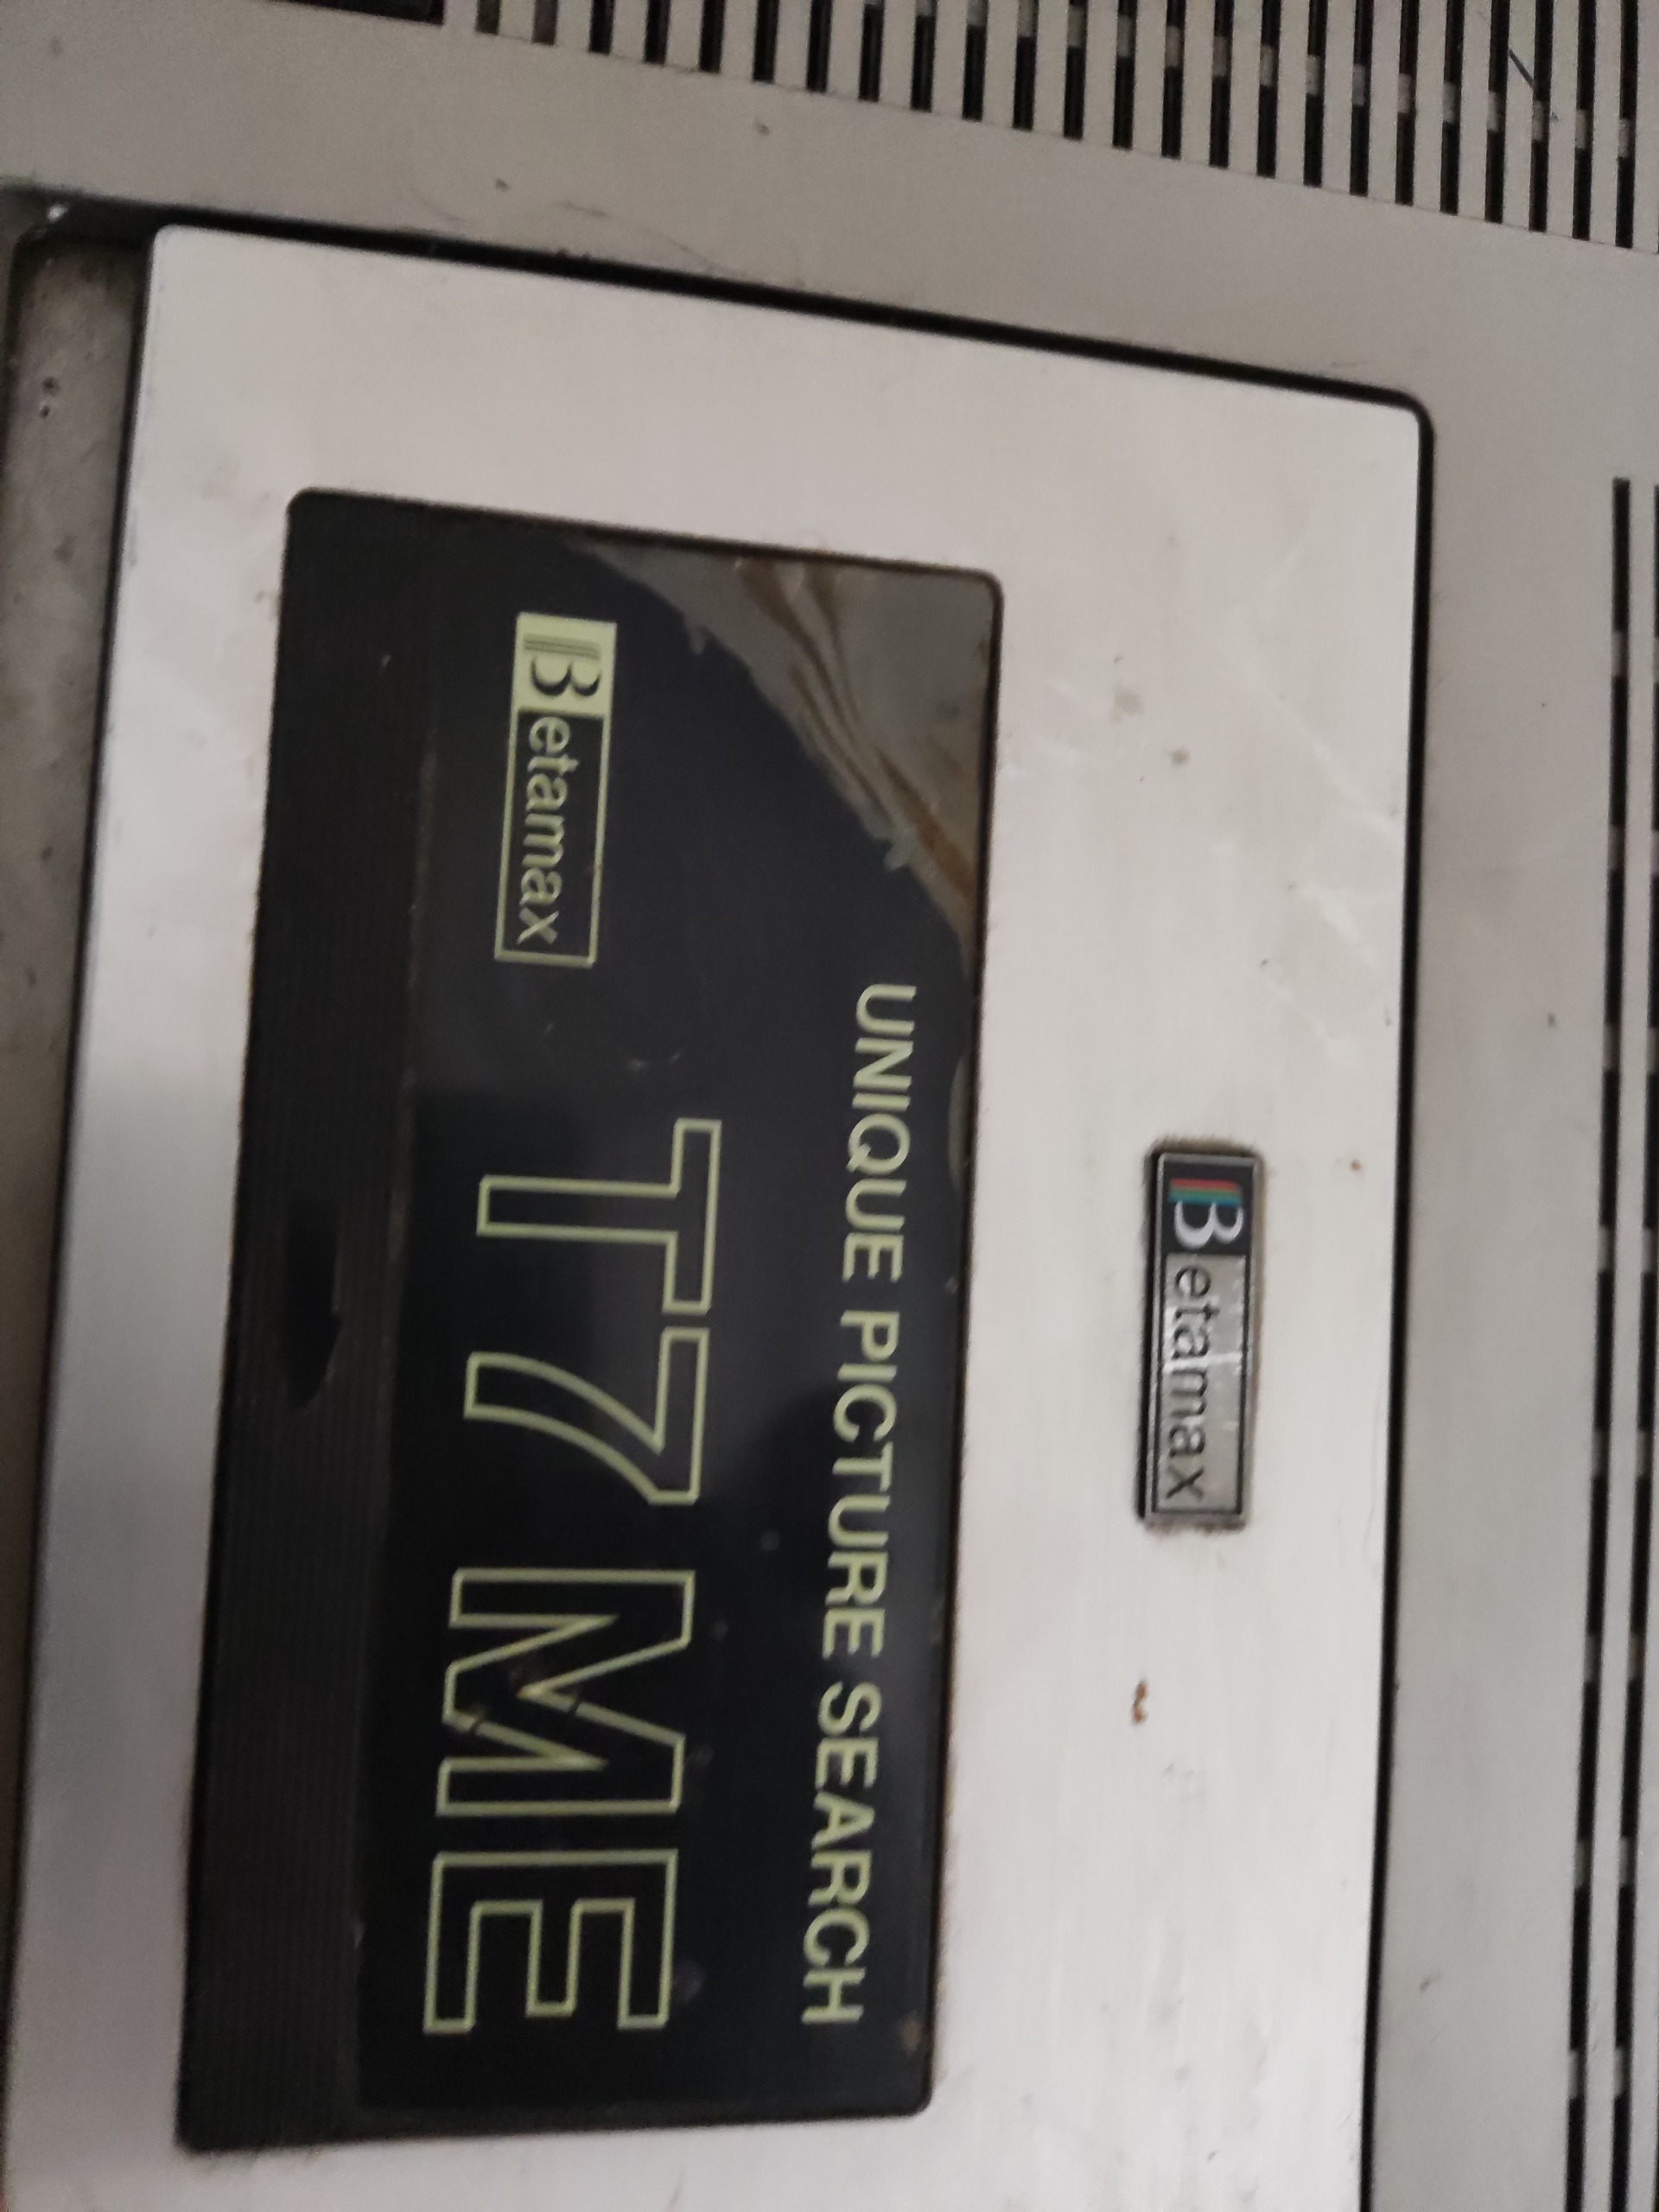 Betamax
UNIQUE PICTURE SEARCH
T7 ME
Betamax